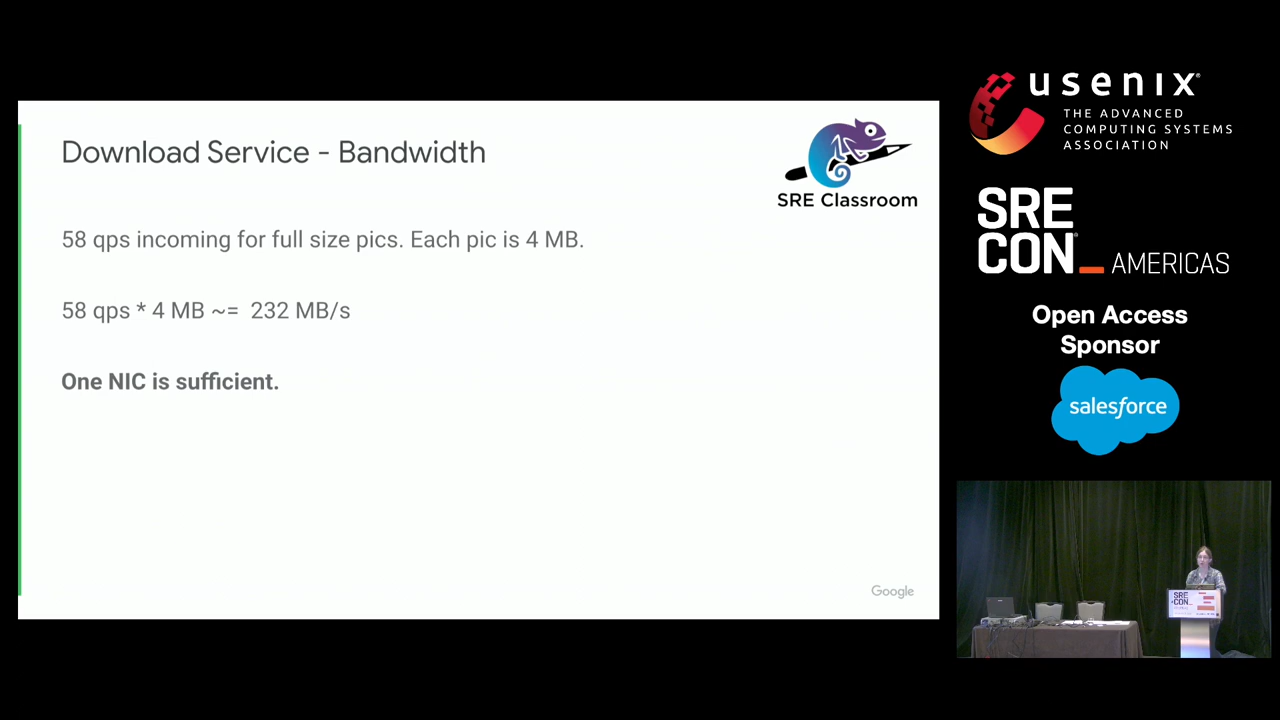 Download Service - Bandwidth
SRE Classroom
58 qps incoming for full size pics. Each pic is 4 MB.
58 qps * 4 MB ~= 232 MB/s
One NIC is sufficient.
Google
usenix®
THE ADVANCED
COMPUTING SYSTEMS
ASSOCIATION
SRE
CON
AMERICAS
Open Access
Sponsor
salesforce
SRE
CON